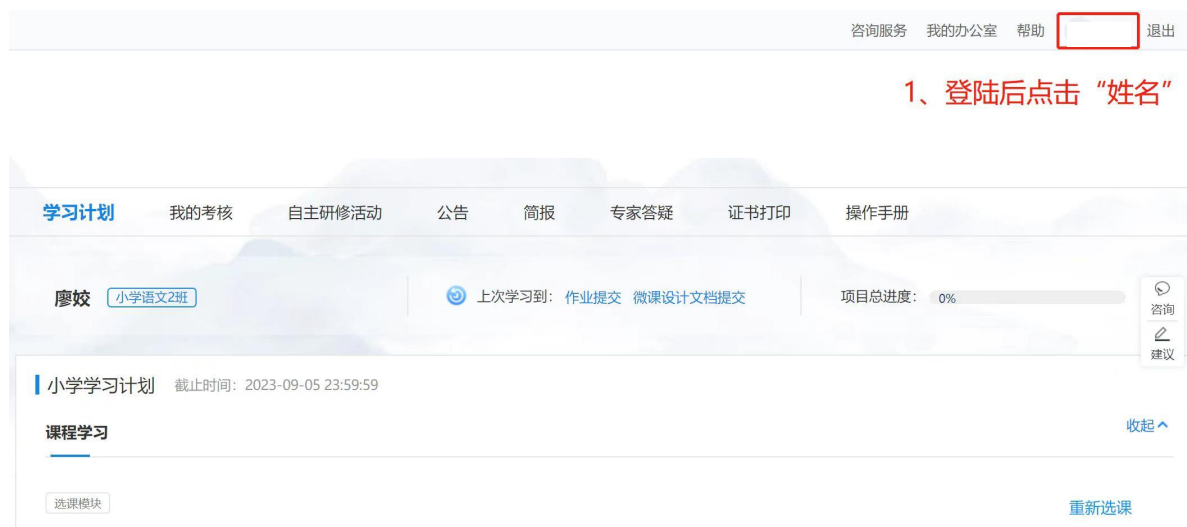 咨询服务 我的办公室 帮助 退出
1、登陆后点击“姓名”
学习计划 我的考核 自主研修活动 公告 简报 专家答疑 证书打印 操作手册
廖姣 小学语文2班 上次学习到：作业提交 微课设计文档提交 项目总进度： 0%
咨询
建议
小学学习计划 截止时间：2023-09-05 23:59:59
课程学习 收起
选课模块 重新选课